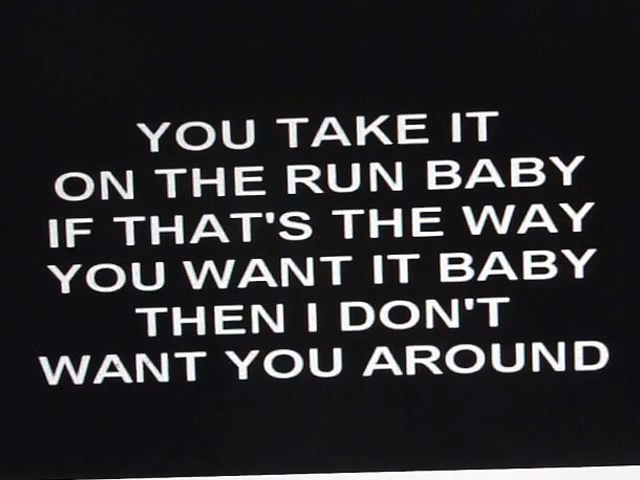 YOU TAKE IT
ON THE RUN BABY
IF THAT'S THE WAY
YOU WANT IT BABY
THEN I DON'T
WANT YOU AROUND